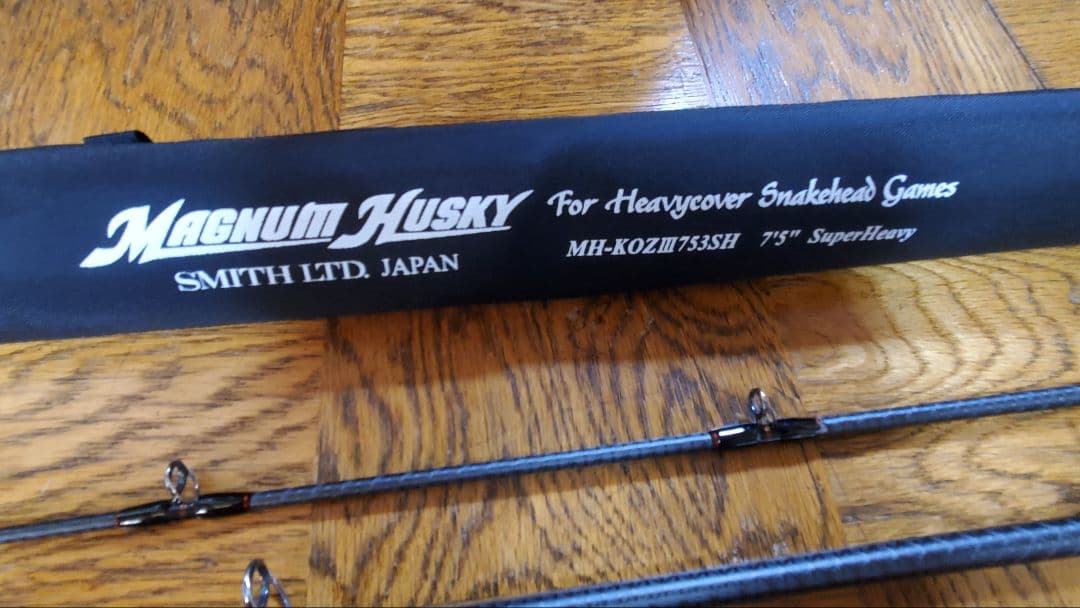 MAGNUM HUSKY
SMITH LTD. JAPAN
For Heavycover Snakehead Games
MH-KOZⅢ753SH 7'5" SuperHeavy